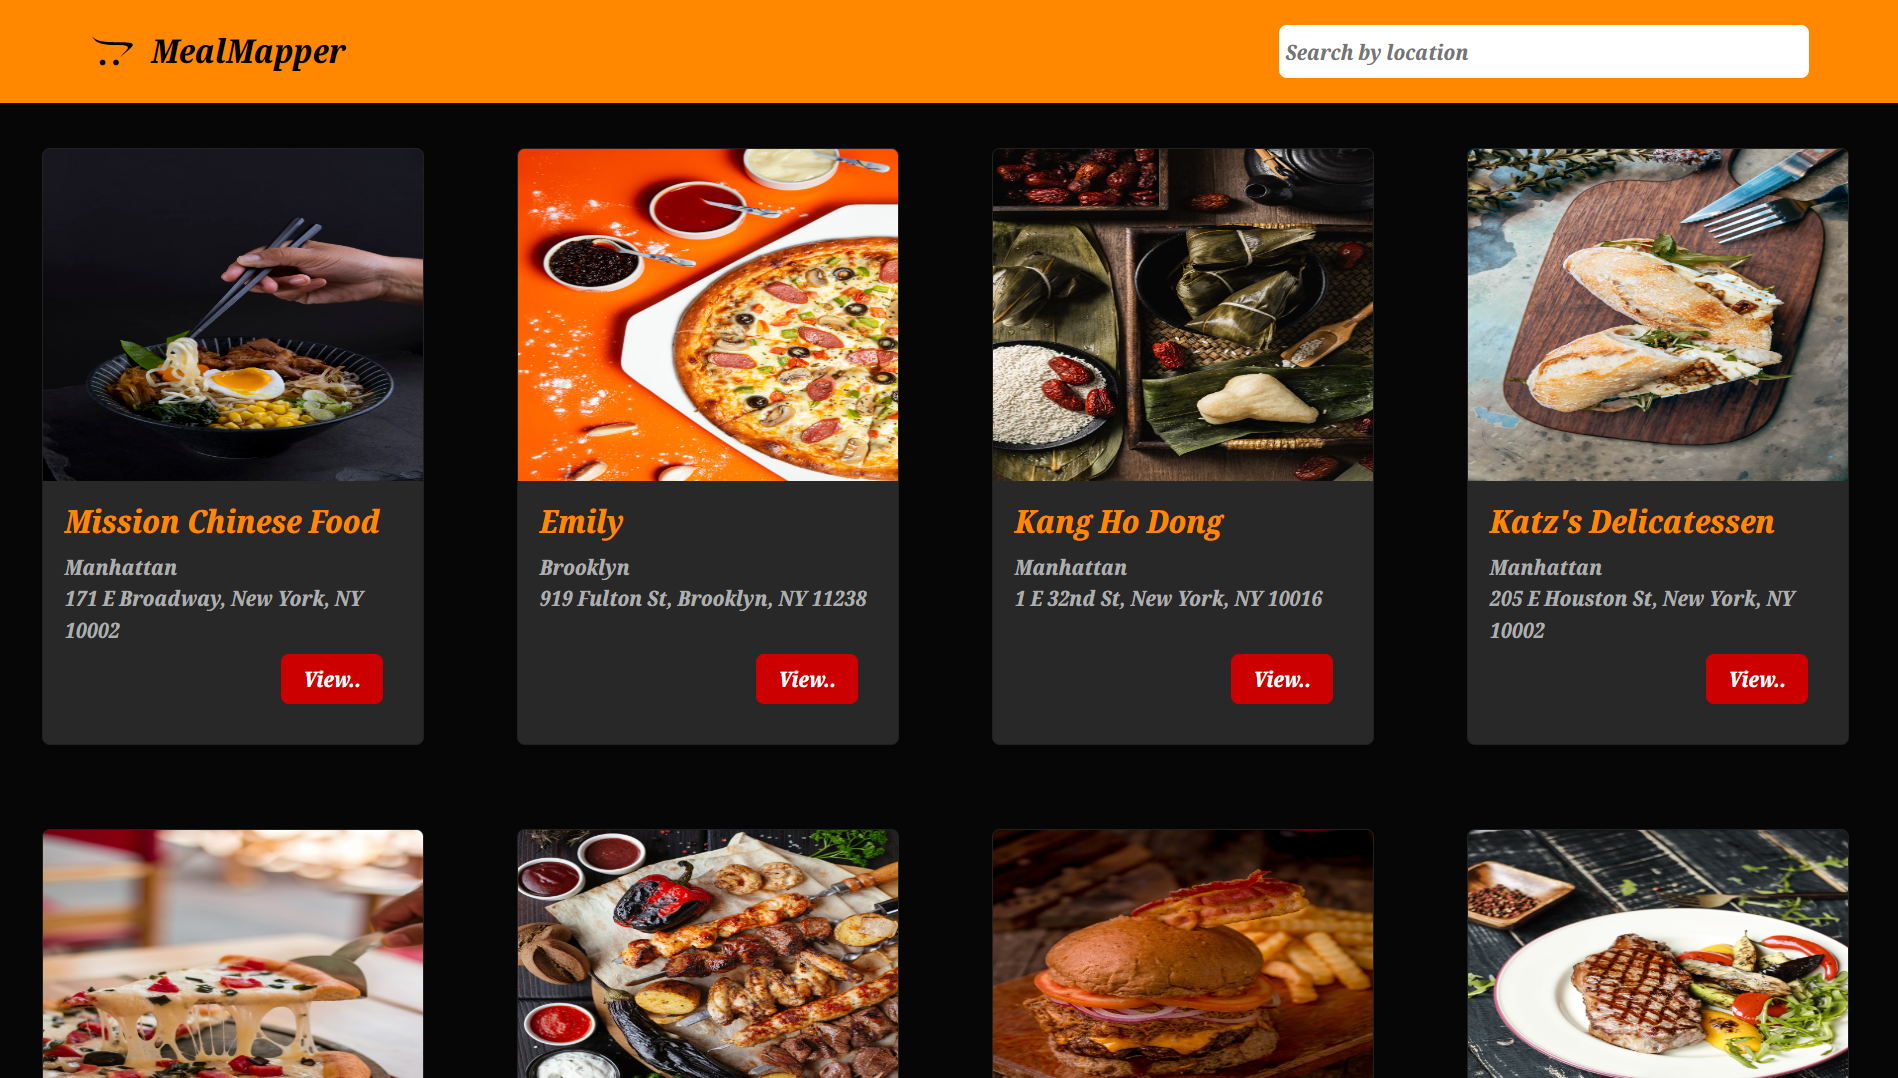 MealMapper
Search by location
Mission Chinese Food
Manhattan
171 E Broadway, New York, NY
10002
View..
Emily
Brooklyn
919 Fulton St, Brooklyn, NY 11238
View..
Kang Ho Dong
Manhattan
1 E 32nd St, New York, NY 10016
View..
Katz's Delicatessen
Manhattan
205 E Houston St, New York, NY
10002
View..